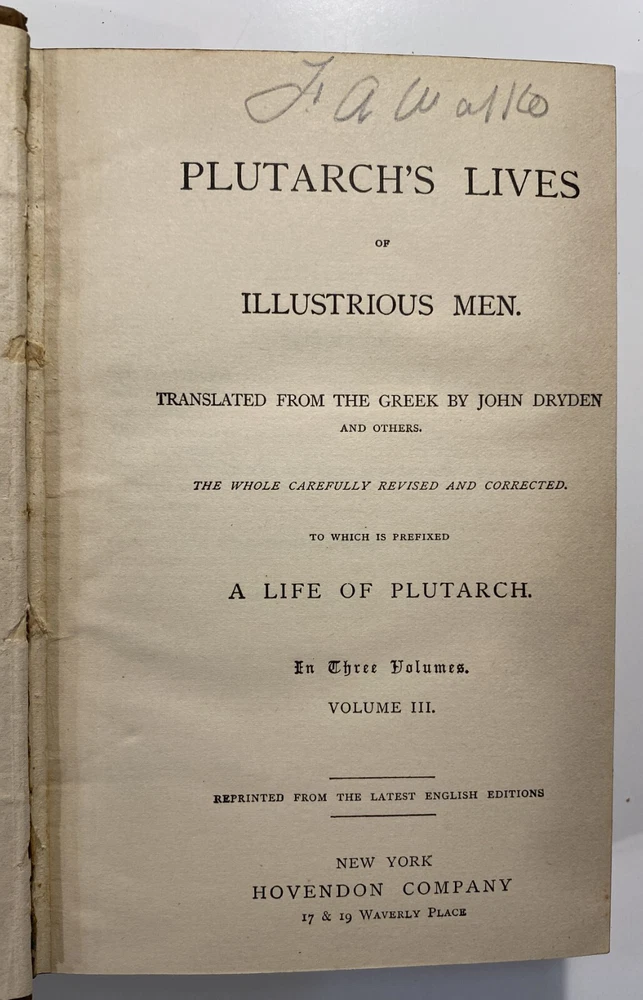 F A W
PLUTARCH'S LIVES
OF
ILLUSTRIOUS MEN.
TRANSLATED FROM THE GREEK BY JOHN DRYDEN
AND OTHERS.
THE WHOLE CAREFULLY REVISED AND CORRECTED.
TO WHICH IS PREFIXED
A LIFE OF PLUTARCH.
In Three Volumes.
VOLUME III.
REPRINTED FROM THE LATEST ENGLISH EDITIONS
NEW YORK
HOVENDON COMPANY
17 & 19 WAVERLY PLACE